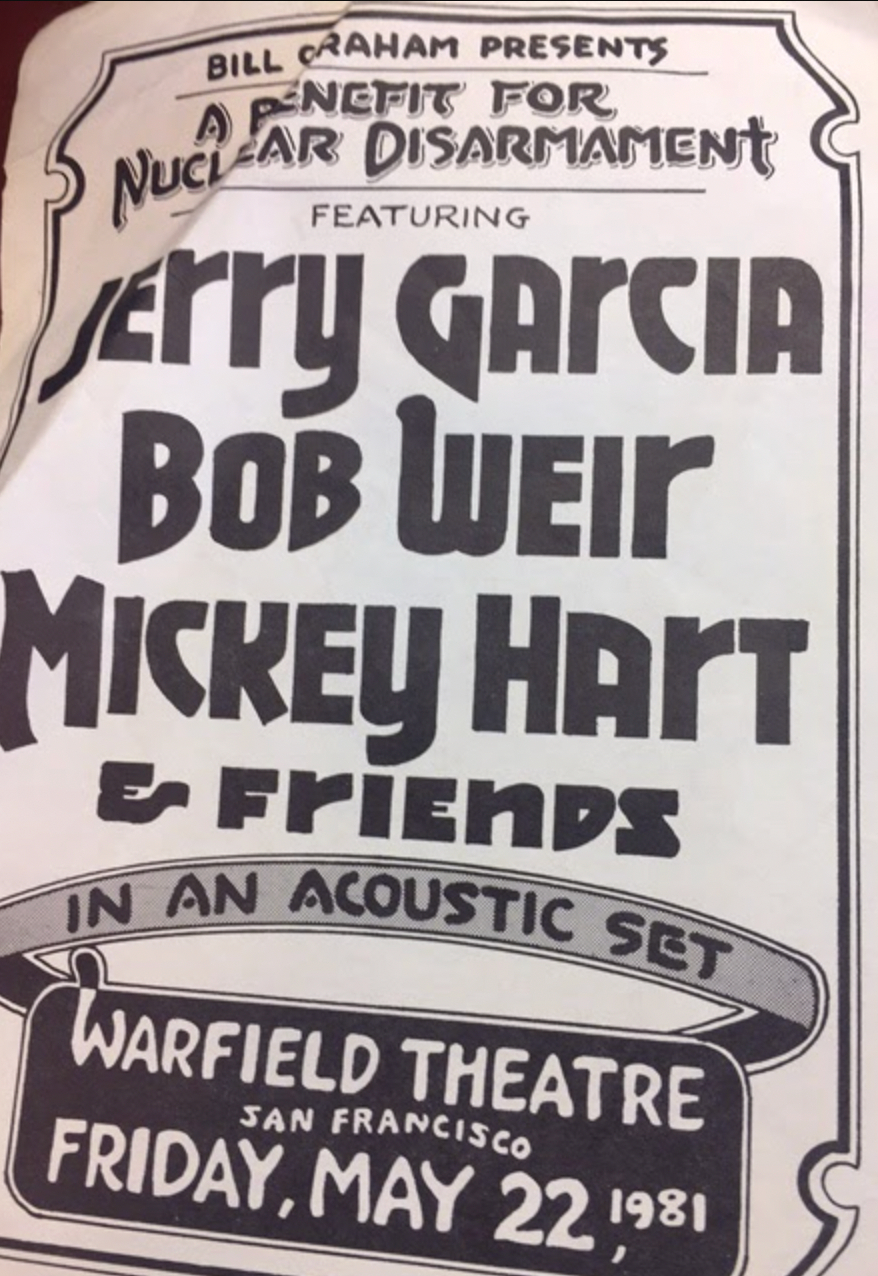 BILL GRAHAM PRESENTS
A BENEFIT FOR
NUCLEAR DISARMAMENT
FEATURING
JERRY GARCIA
BOB WEIR
MICKEY HART
& FRIENDS
IN AN ACOUSTIC SET
WARFIELD THEATRE
SAN FRANCISCO
FRIDAY, MAY 22, 1981